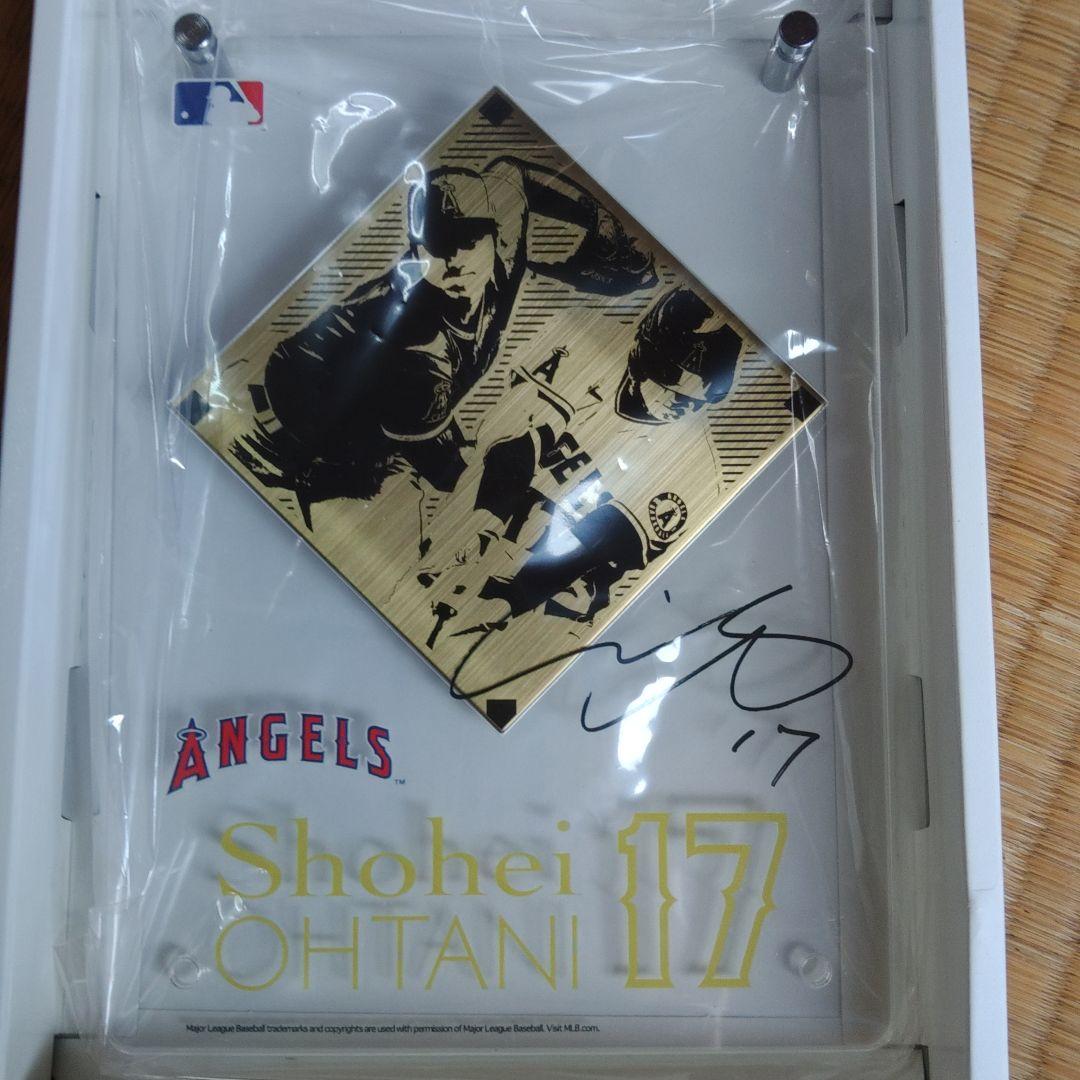 ANGELS™
17
Shohei
OHTANI 17
Major League Baseball trademarks and copyrights are used with permission of Major League Baseball. Visit MLB.com.